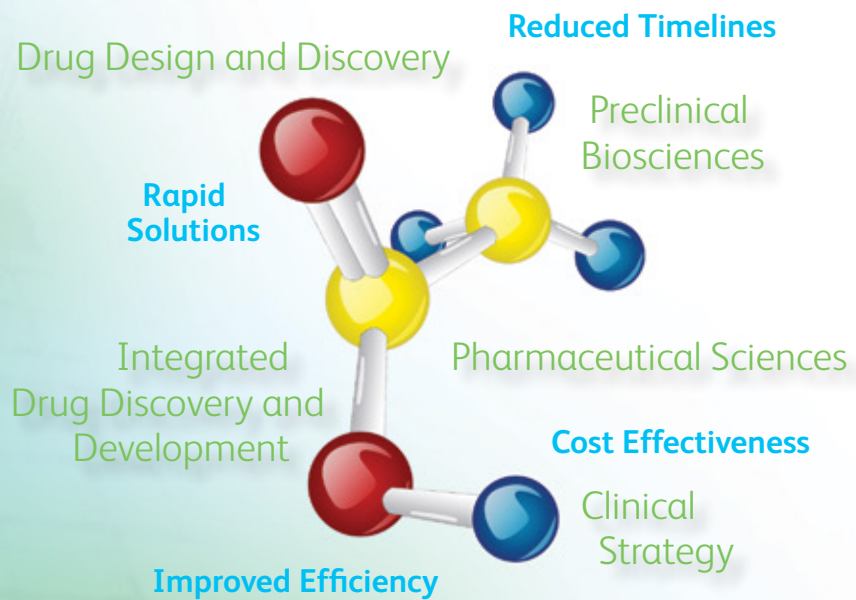 Reduced Timelines
Drug Design and Discovery
Preclinical
Biosciences
Rapid
Solutions
Integrated
Drug Discovery and
Development
Pharmaceutical Sciences
Cost Effectiveness
Clinical
Strategy
Improved Efficiency